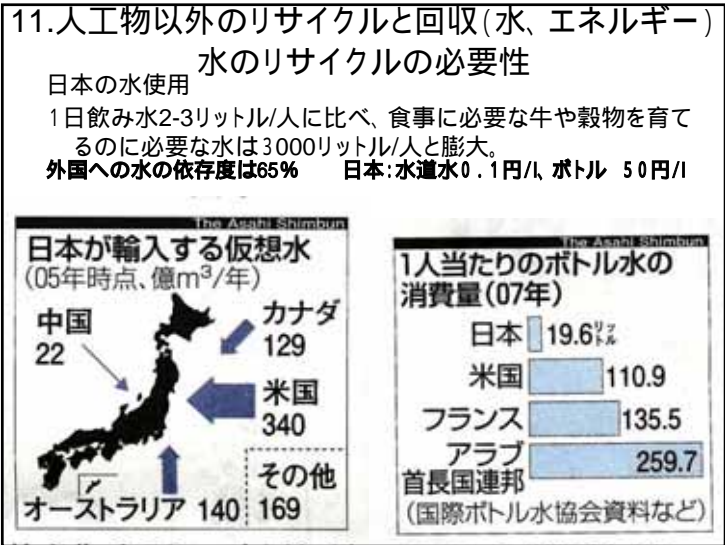 11.人工物以外のリサイクルと回収(水、エネルギー)
水のリサイクルの必要性
日本の水使用
1日飲み水2-3リットル/人に比べ、食事に必要な牛や穀物を育て
るのに必要な水は3000リットル/人と膨大。
外国への水の依存度は65% 日本:水道水0.1円/l、ボトル 50円/l
The Asahi Shimbun
日本が輸入する仮想水
(05年時点、億m³/年)
中国
22
カナダ
129
米国
340
オーストラリア 140
その他
169
The Asahi Shimbun
1人当たりのボトル水の
消費量(07年)
日本 19.6リットル
米国 110.9
フランス 135.5
アラブ
首長国連邦
259.7
(国際ボトル水協会資料など)